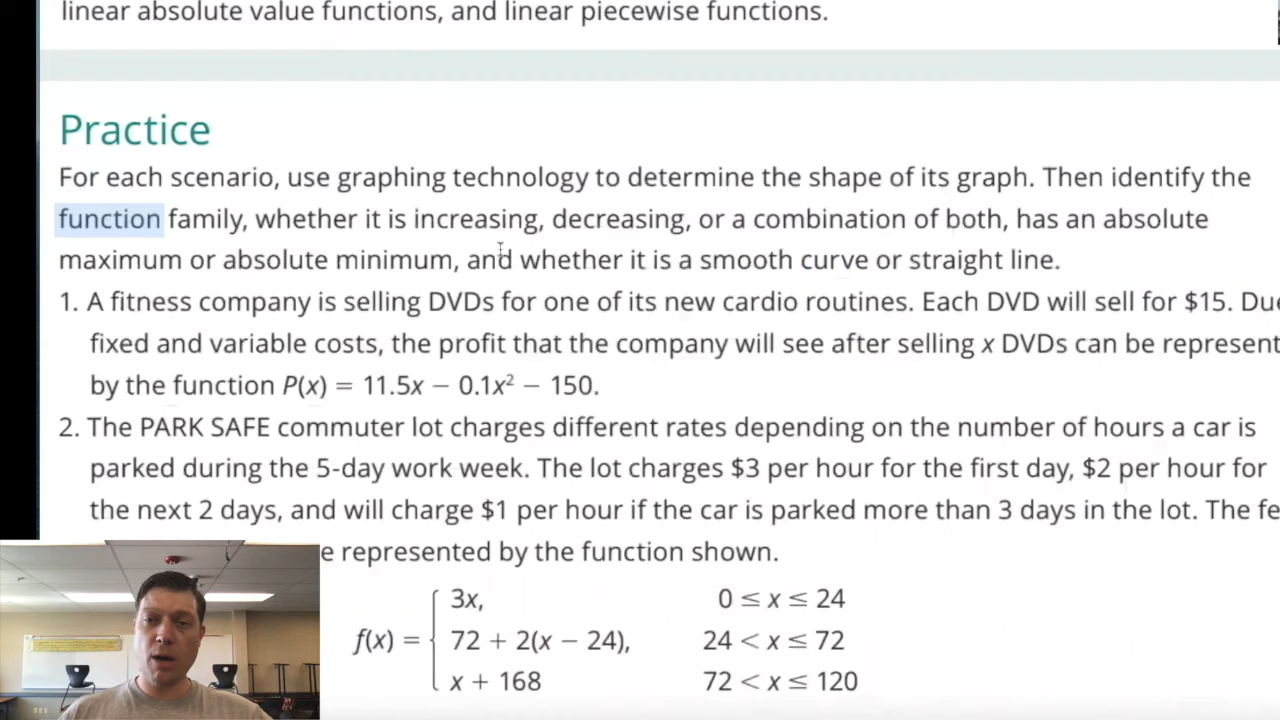 linear absolute value functions, and linear piecewise functions.
Practice
For each scenario, use graphing technology to determine the shape of its graph. Then identify the
function family, whether it is increasing, decreasing, or a combination of both, has an absolute
maximum or absolute minimum, and whether it is a smooth curve or straight line.
1. A fitness company is selling DVDs for one of its new cardio routines. Each DVD will sell for $15.
fixed and variable costs, the profit that the company will see after selling x DVDs can be
by the function P(x) = 11.5x − 0.1x² − 150.
2. The PARK SAFE commuter lot charges different rates depending on the number of hours a car is
parked during the 5-day work week. The lot charges $3 per hour for the first day, $2 per hour for
the next 2 days, and will charge $1 per hour if the car is parked more than 3 days in the lot. The
represented by the function shown.
f(x) = { 3x, 0 ≤ x ≤ 24
72 + 2(x − 24), 24 < x ≤ 72
x + 168 72 < x ≤ 120